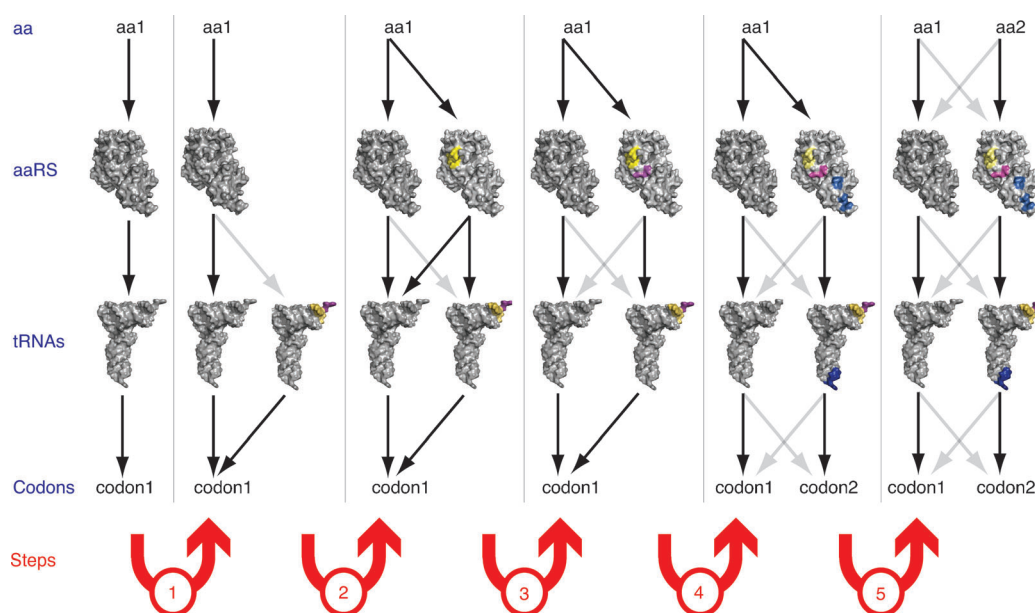 aa aa1 aa1 aa1 aa1 aa1 aa1 aa2
aaRS
tRNAs
Codons codon1 codon1 codon1 codon1 codon1 codon2 codon1 codon2
Steps 1 2 3 4 5